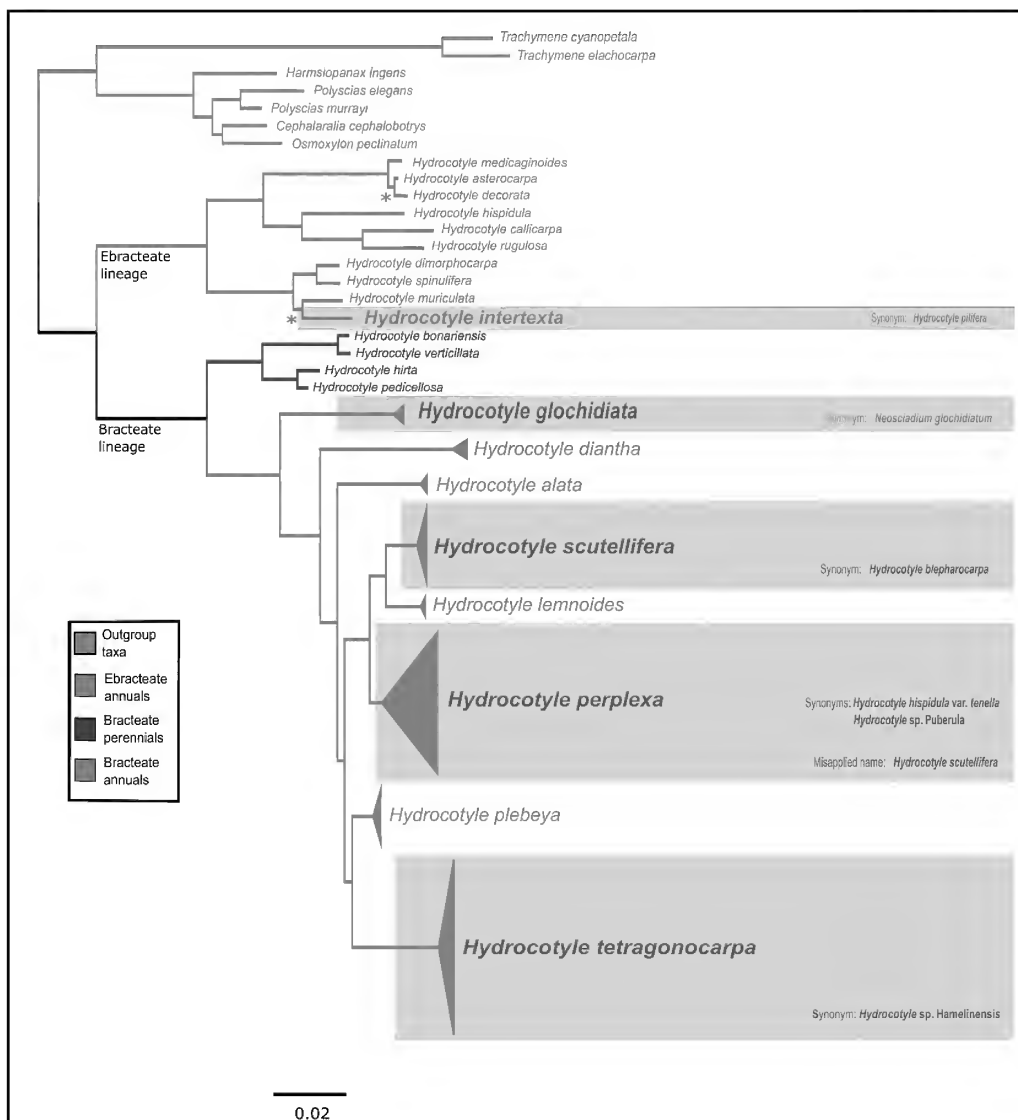 Trachymene cyanopetala
Trachymene elachocarpa
Harmsiopanax ingens
Polyscias elegans
Polyscias murrayi
Cephalaralia cephalobotrys
Osmoxylon pectinatum
Hydrocotyle medicaginoides
Hydrocotyle asterocarpa
* Hydrocotyle decorata
Hydrocotyle hispidula
Hydrocotyle callicarpa
Hydrocotyle rugulosa
Ebracteate
lineage
Hydrocotyle dimorphocarpa
Hydrocotyle spinulifera
Hydrocotyle muriculata
* Hydrocotyle intertexta Synonym: Hydrocotyle pilifera
Hydrocotyle bonariensis
Hydrocotyle verticillata
Hydrocotyle hirta
Hydrocotyle pedicellosa
Bracteate
lineage
Hydrocotyle glochidiata Synonym: Neosciadium glochidiatum
Hydrocotyle diantha
Hydrocotyle alata
Hydrocotyle scutellifera
Synonym: Hydrocotyle blepharocarpa
Hydrocotyle lemnoides
Outgroup
taxa
Ebracteate
annuals
Bracteate
perennials
Bracteate
annuals
Hydrocotyle perplexa
Synonyms: Hydrocotyle hispidula var. tenella
Hydrocotyle sp. Puberula
Misapplied name: Hydrocotyle scutellifera
Hydrocotyle plebeya
Hydrocotyle tetragonocarpa
Synonym: Hydrocotyle sp. Hamelinensis
0.02